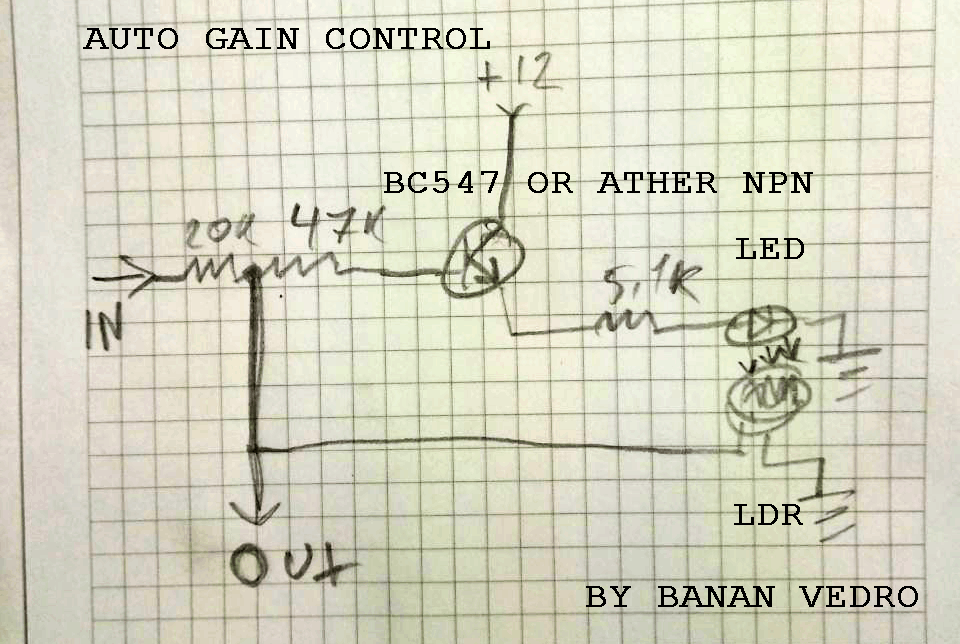 AUTO GAIN CONTROL
+12
BC547 OR ATHER NPN
20K 47K
LED
5,1K
IN
LDR
OUT
BY BANAN VEDRO